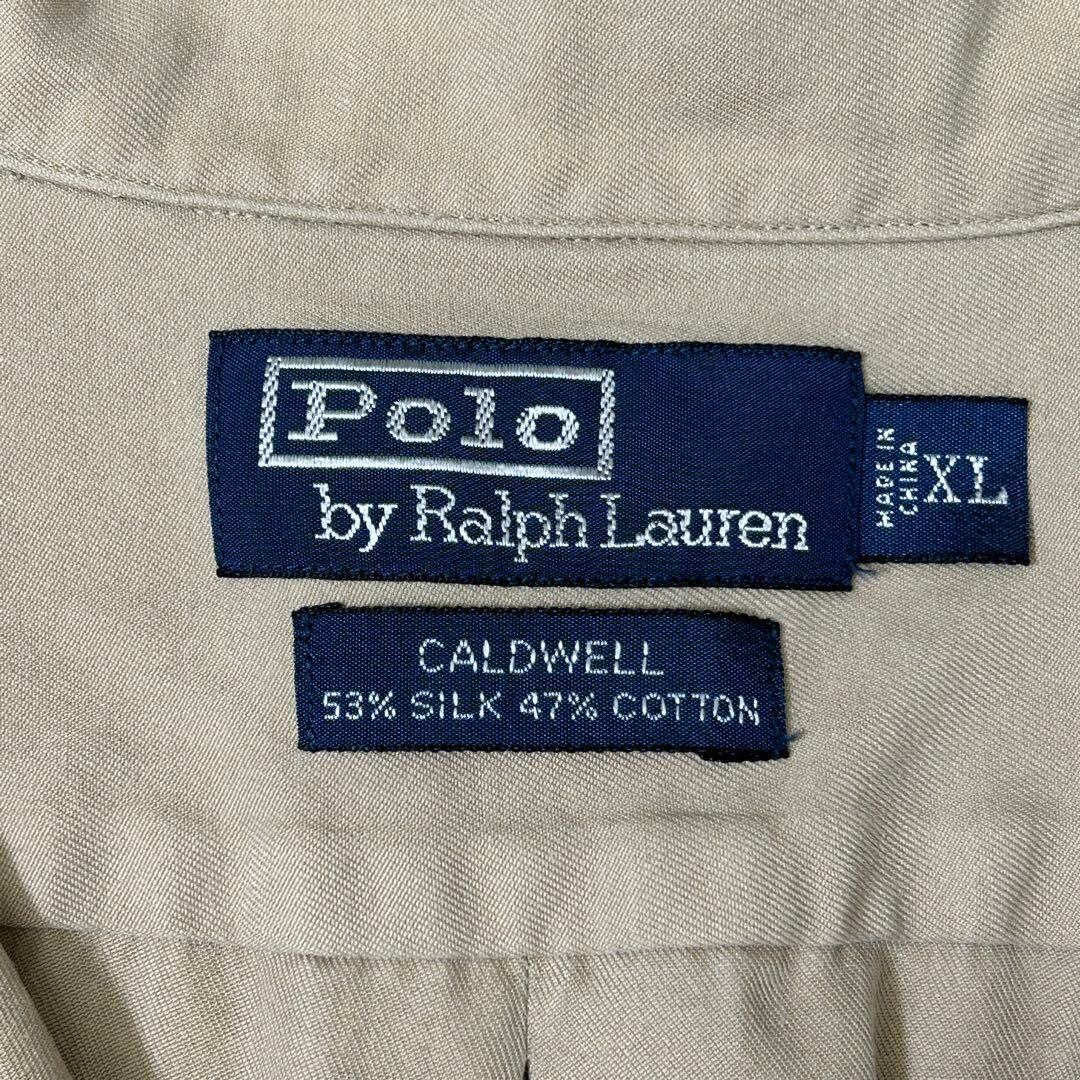 Polo
by Ralph Lauren
MADE IN
CHINA
XL
CALDWELL
53% SILK 47% COTTON